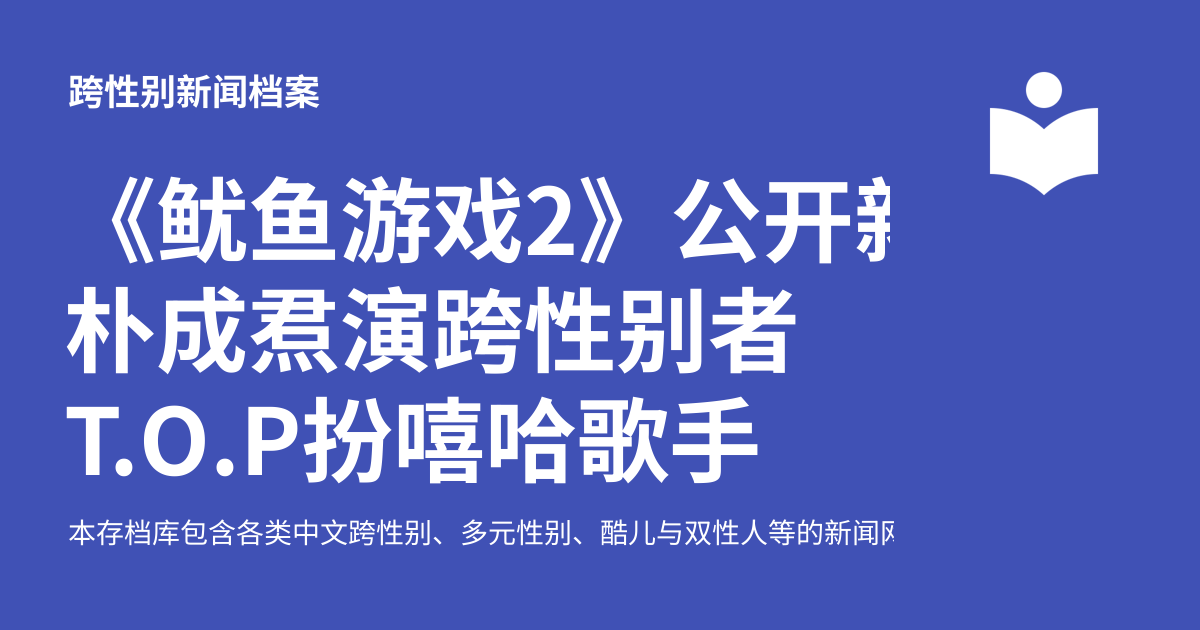 跨性别新闻档案
《鱿鱼游戏2》公开新
朴成焄演跨性别者
T.O.P扮嘻哈歌手
本存档库包含各类中文跨性别、多元性别、酷儿与双性人等的新闻网